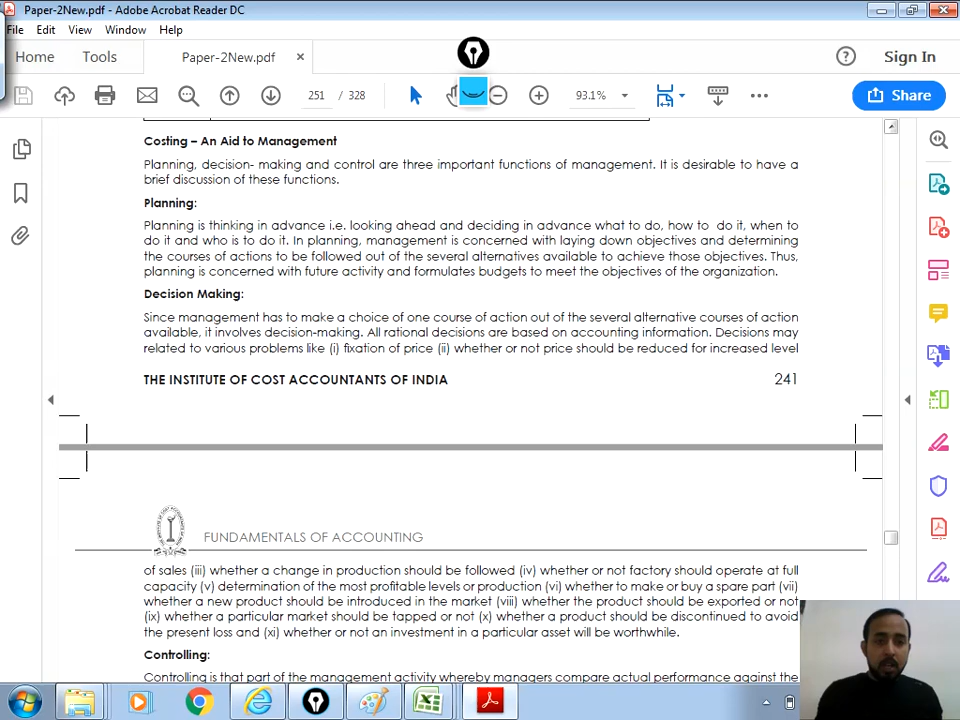 Paper-2New.pdf - Adobe Acrobat Reader DC
File Edit View Window Help
Home Tools Paper-2New.pdf × Sign In
251 / 328 93.1% Share
Costing – An Aid to Management
Planning, decision- making and control are three important functions of management. It is desirable to have a
brief discussion of these functions.
Planning:
Planning is thinking in advance i.e. looking ahead and deciding in advance what to do, how to do it, when to
do it and who is to do it. In planning, management is concerned with laying down objectives and determining
the courses of actions to be followed out of the several alternatives available to achieve those objectives. Thus,
planning is concerned with future activity and formulates budgets to meet the objectives of the organization.
Decision Making:
Since management has to make a choice of one course of action out of the several alternative courses of action
available, it involves decision-making. All rational decisions are based on accounting information. Decisions may
related to various problems like (i) fixation of price (ii) whether or not price should be reduced for increased level
THE INSTITUTE OF COST ACCOUNTANTS OF INDIA 241
FUNDAMENTALS OF ACCOUNTING
of sales (iii) whether a change in production should be followed (iv) whether or not factory should operate at full
capacity (v) determination of the most profitable levels or production (vi) whether to make or buy a spare part (vii)
whether a new product should be introduced in the market (viii) whether the product should be exported or not
(ix) whether a particular market should be tapped or not (x) whether a product should be discontinued to avoid
the present loss and (xi) whether or not an investment in a particular asset will be worthwhile.
Controlling:
Controlling is that part of the management activity whereby managers compare actual performance against the